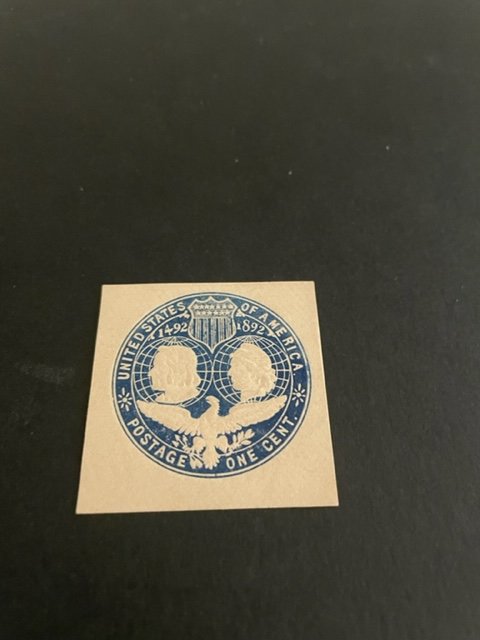 UNITED STATES OF AMERICA
1492 1892
POSTAGE ONE CENT.